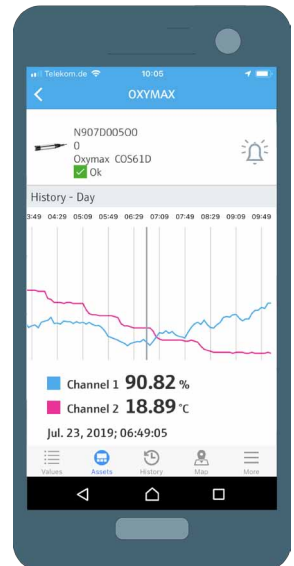 Telekom.de 10:05
OXYMAX
N907D00500
0
Oxymax COS61D
Ok
History - Day
3:49 04:29 05:09 05:49 06:29 07:09 07:49 08:29 09:09 09:49
Channel 1 90.82 %
Channel 2 18.89 °C
Jul. 23, 2019; 06:49:05
Values Assets History Map More